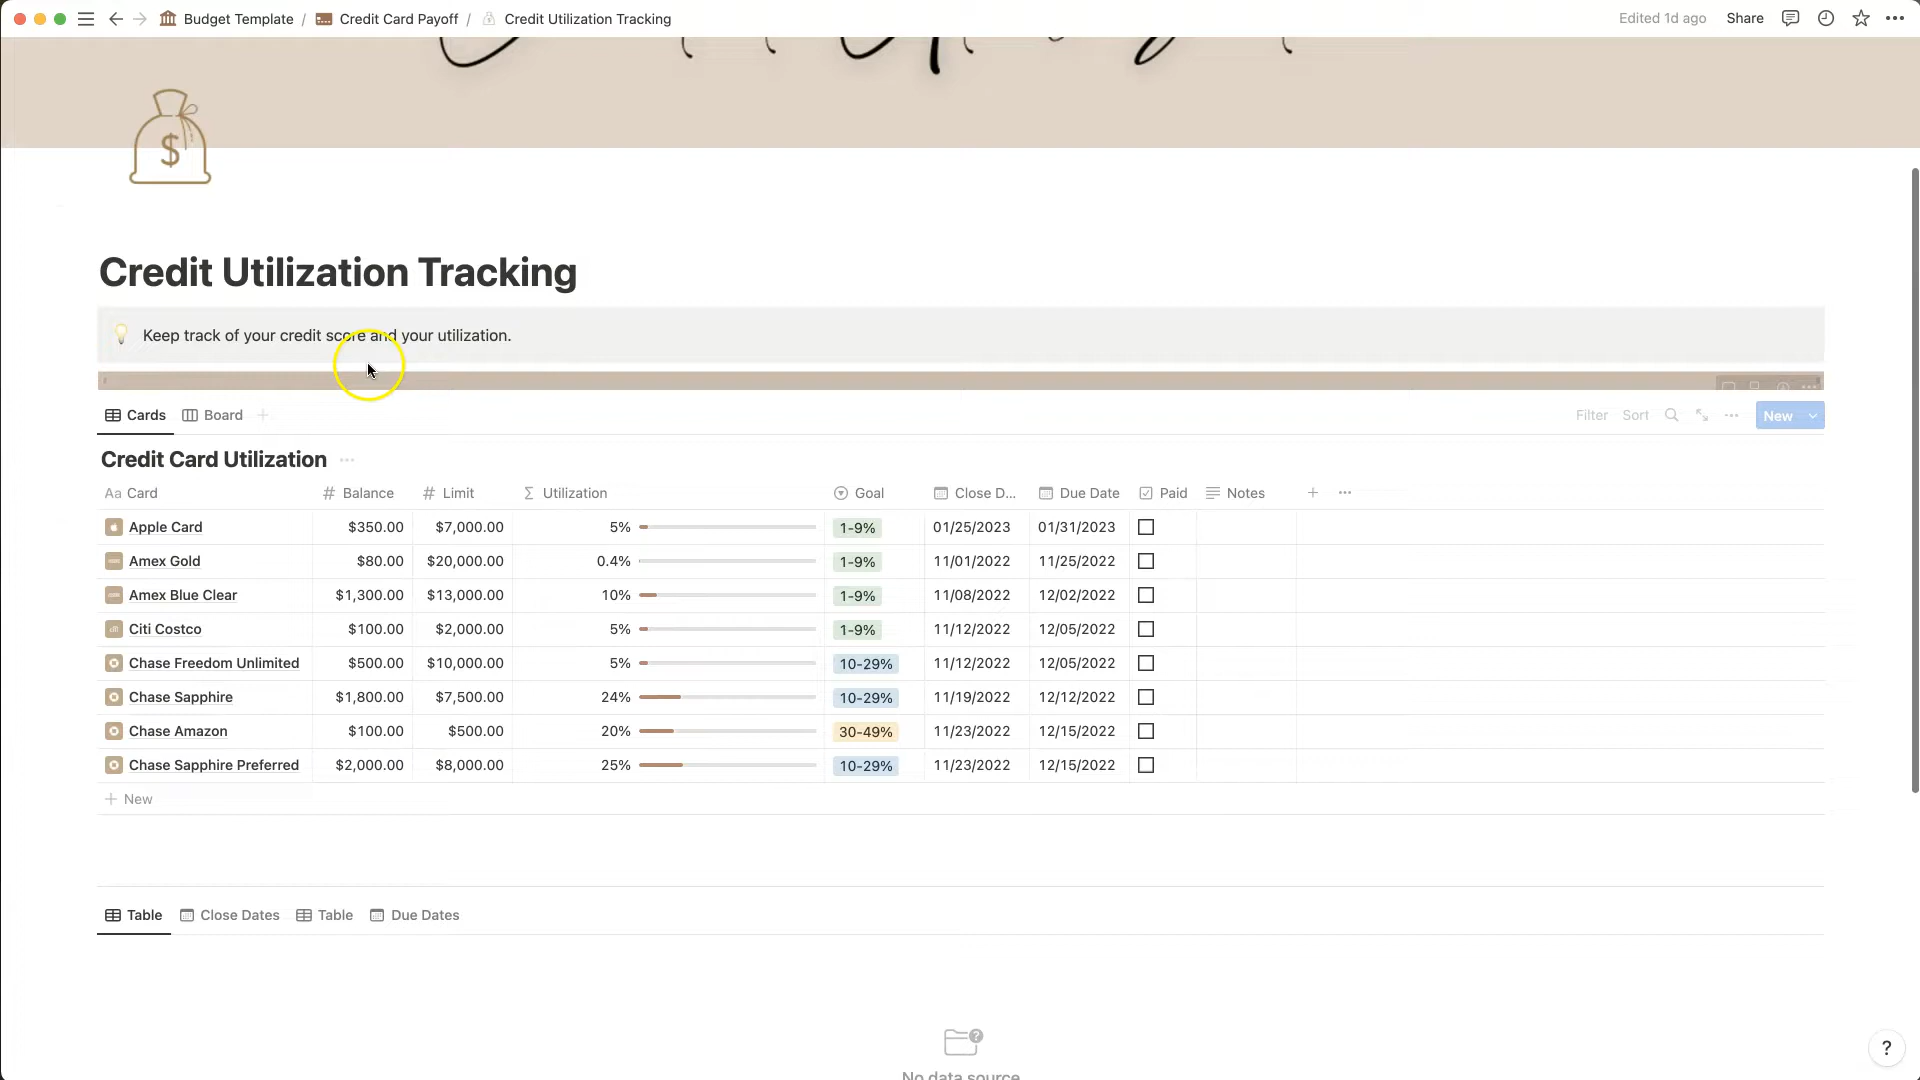 Budget Template / Credit Card Payoff / Credit Utilization Tracking Edited 1d ago Share
$
Credit Utilization Tracking
Keep track of your credit score and your utilization.
Cards Board Filter Sort New
Credit Card Utilization
Aa Card # Balance # Limit Σ Utilization Goal Close D... Due Date Paid Notes
Apple Card $350.00 $7,000.00 5% 1-9% 01/25/2023 01/31/2023
Amex Gold $80.00 $20,000.00 0.4% 1-9% 11/01/2022 11/25/2022
Amex Blue Clear $1,300.00 $13,000.00 10% 1-9% 11/08/2022 12/02/2022
Citi Costco $100.00 $2,000.00 5% 1-9% 11/12/2022 12/05/2022
Chase Freedom Unlimited $500.00 $10,000.00 5% 10-29% 11/12/2022 12/05/2022
Chase Sapphire $1,800.00 $7,500.00 24% 10-29% 11/19/2022 12/12/2022
Chase Amazon $100.00 $500.00 20% 30-49% 11/23/2022 12/15/2022
Chase Sapphire Preferred $2,000.00 $8,000.00 25% 10-29% 11/23/2022 12/15/2022
+ New
Table Close Dates Table Due Dates
?
No data source
?